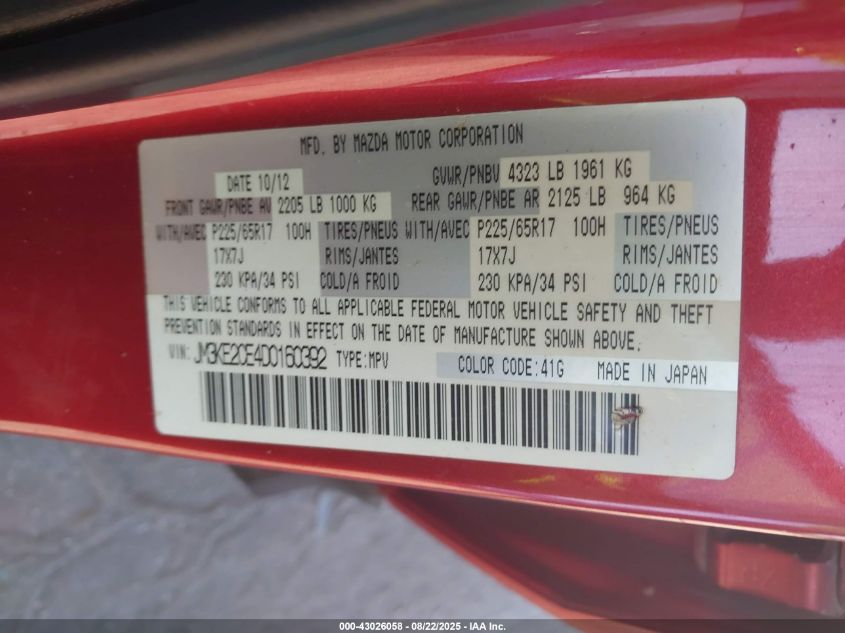 MFD. BY MAZDA MOTOR CORPORATION
DATE 10/12 GVWR/PNBV 4323 LB 1961 KG
FRONT GAWR/PNBE AV 2205 LB 1000 KG REAR GAWR/PNBE AR 2125 LB 964 KG
WITH/AVEC P225/65R17 100H TIRES/PNEUS WITH/AVEC P225/65R17 100H TIRES/PNEUS
17X7J RIMS/JANTES 17X7J RIMS/JANTES
230 KPA/34 PSI COLD/A FROID 230 KPA/34 PSI COLD/A FROID
THIS VEHICLE CONFORMS TO ALL APPLICABLE FEDERAL MOTOR VEHICLE SAFETY AND THEFT
PREVENTION STANDARDS IN EFFECT ON THE DATE OF MANUFACTURE SHOWN ABOVE.
VIN: JM3KE2CE4D0160392 TYPE:MPV COLOR CODE:41G MADE IN JAPAN
000-43026058 - 08/22/2025 - IAA Inc.